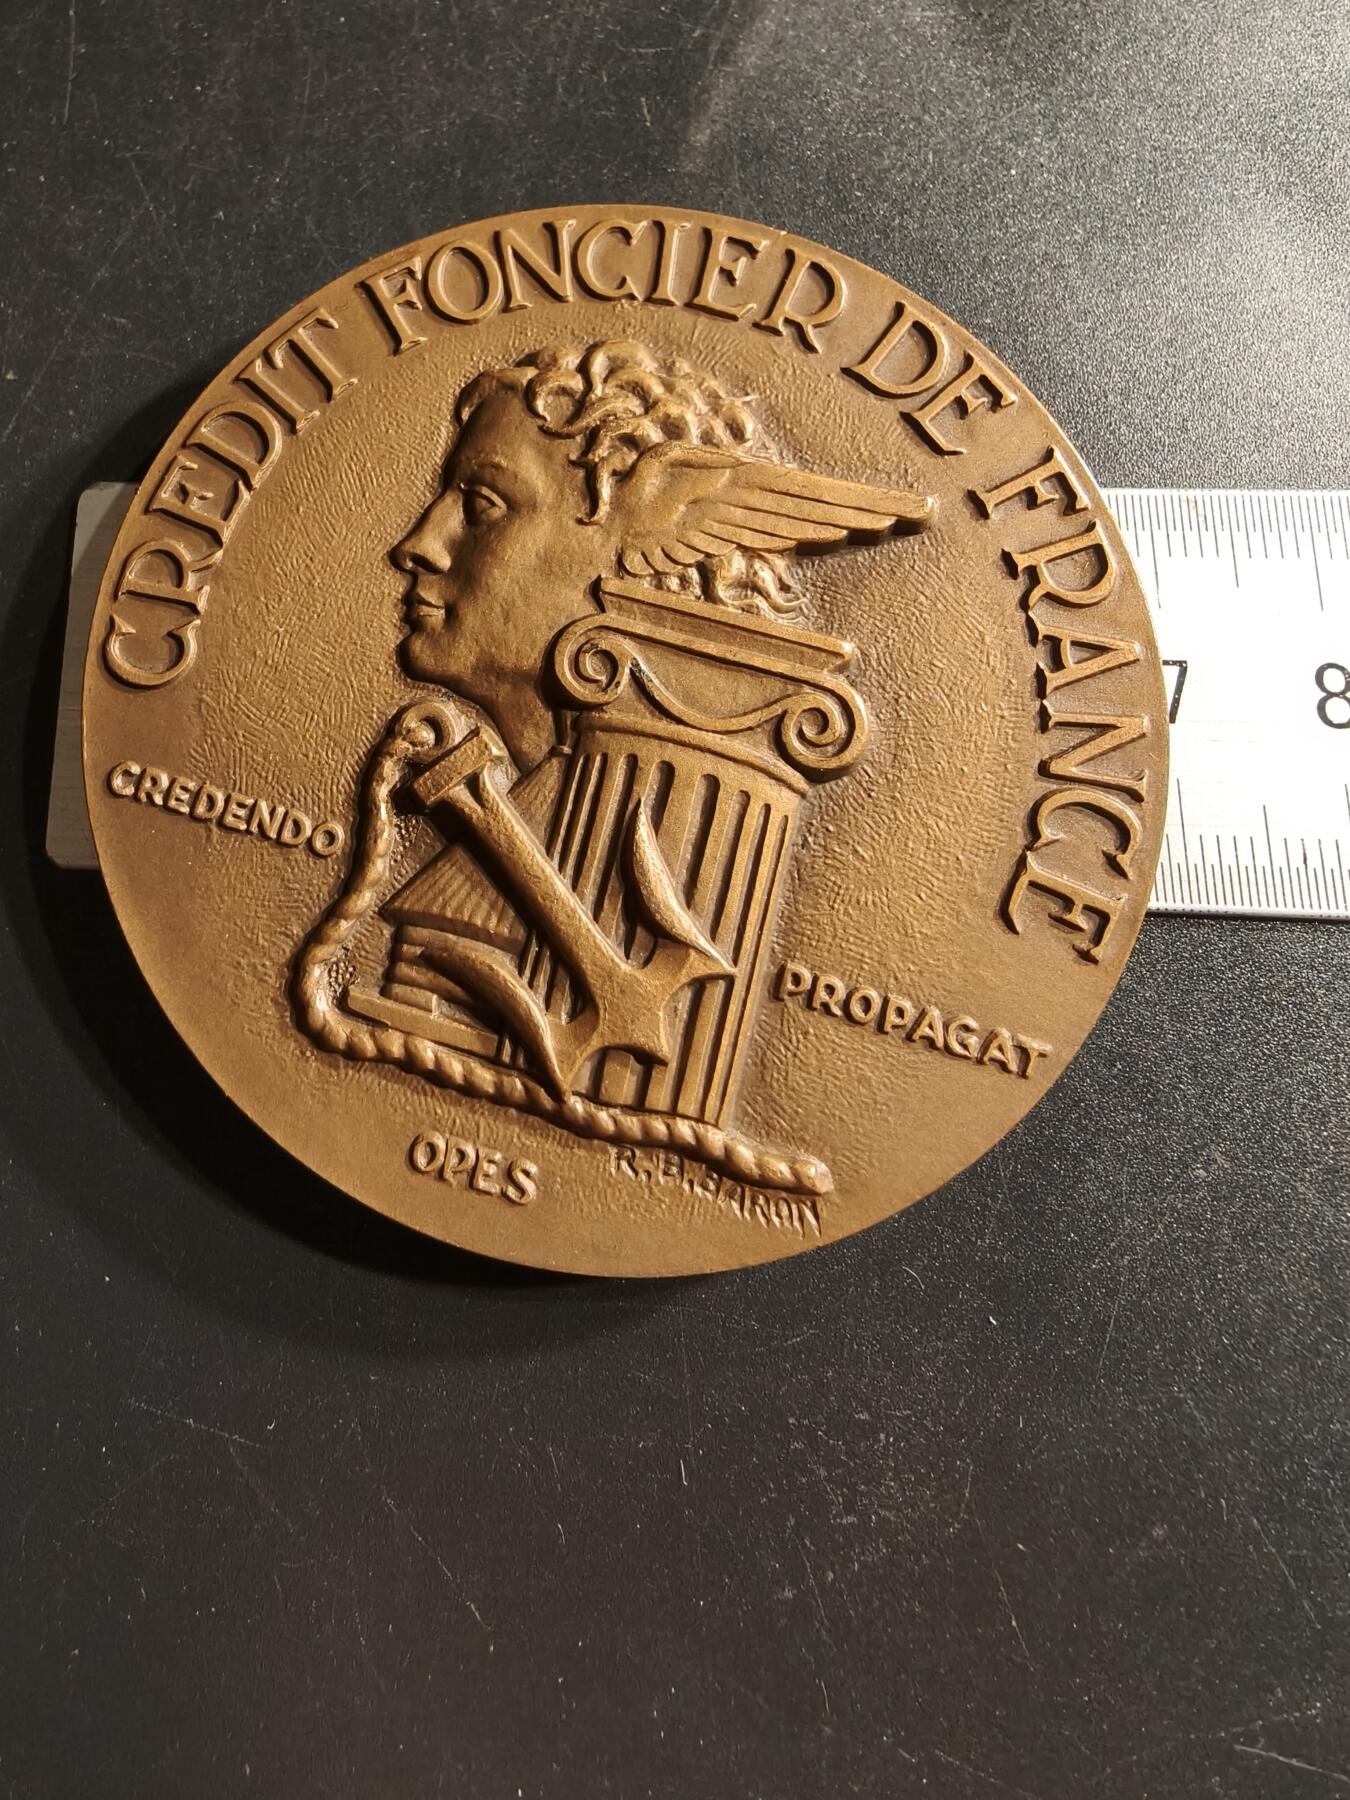 CREDIT FONCIER DE FRANCE
CREDENDO
PROPAGAT
OPES
R.B.BARON
7 8